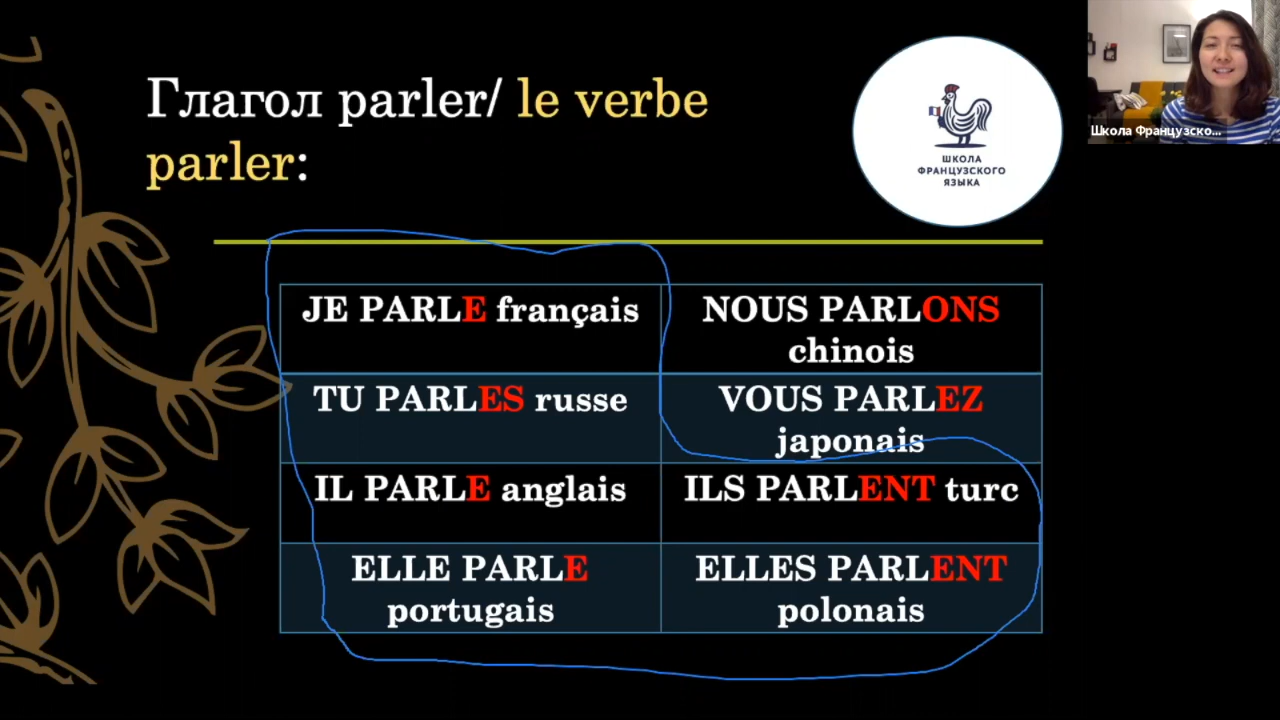 Глагол parler/ le verbe
parler:
ШКОЛА
ФРАНЦУЗСКОГО
ЯЗЫКА
Школа Французско...
JE PARLE français
NOUS PARLONS
chinois
TU PARLES russe
VOUS PARLEZ
japonais
IL PARLE anglais
ILS PARLENT turc
ELLE PARLE
portugais
ELLES PARLENT
polonais